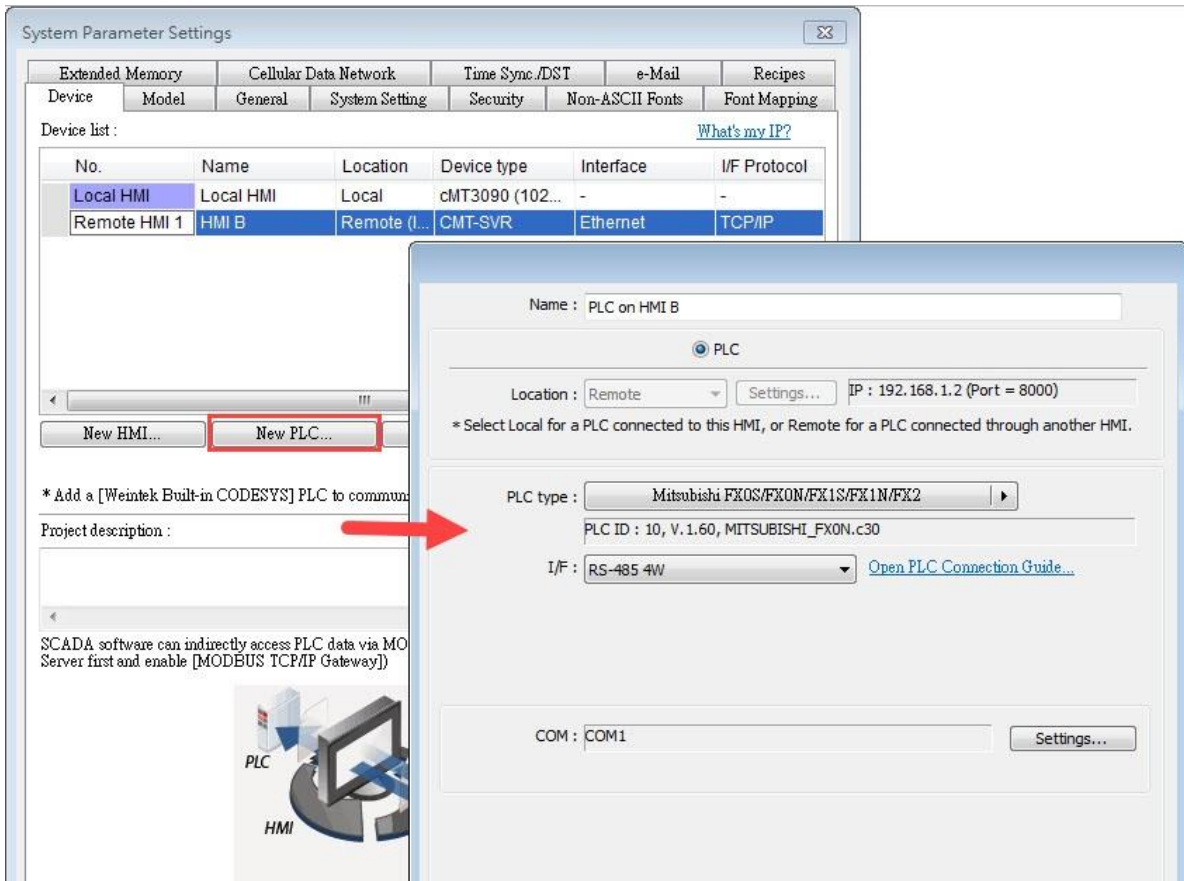 System Parameter Settings
Extended Memory Cellular Data Network Time Sync./DST e-Mail Recipes
Device Model General System Setting Security Non-ASCII Fonts Font Mapping
Device list : What's my IP?
No. Name Location Device type Interface I/F Protocol
Local HMI Local HMI Local cMT3090 (102... - -
Remote HMI 1 HMI B Remote (I... CMT-SVR Ethernet TCP/IP
New HMI... New PLC...
* Add a [Weintek Built-in CODESYS] PLC to commun
Project description :
SCADA software can indirectly access PLC data via MO
Server first and enable [MODBUS TCP/IP Gateway])
PLC
HMI
Name : PLC on HMI B
PLC
Location : Remote Settings... IP : 192.168.1.2 (Port = 8000)
* Select Local for a PLC connected to this HMI, or Remote for a PLC connected through another HMI.
PLC type : Mitsubishi FX0S/FX0N/FX1S/FX1N/FX2
PLC ID : 10, V.1.60, MITSUBISHI_FX0N.c30
I/F : RS-485 4W Open PLC Connection Guide...
COM : COM1 Settings...